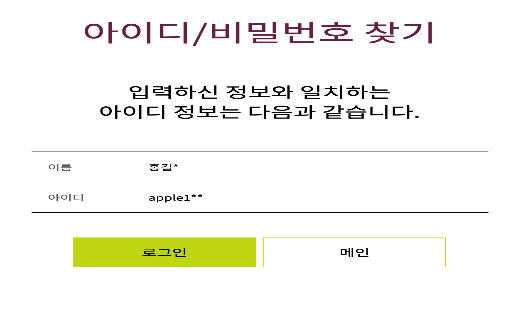 아이디/비밀번호 찾기
입력하신 정보와 일치하는
아이디 정보는 다음과 같습니다.
이름 홍길*
아이디 apple1**
로그인 메인